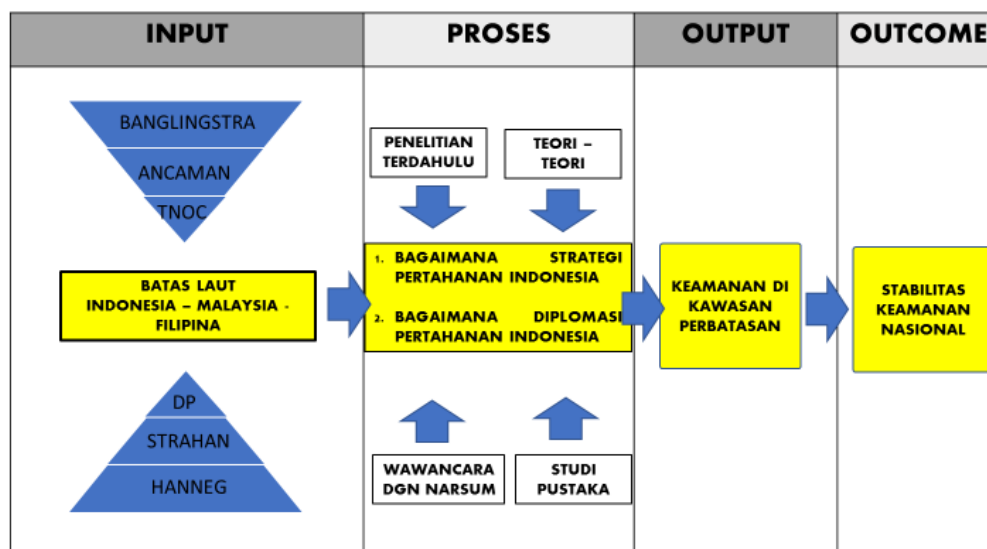 INPUT
PROSES
OUTPUT
OUTCOME
BANGLINGSTRA
ANCAMAN
TNOC
BATAS LAUT
INDONESIA – MALAYSIA -
FILIPINA
DP
STRAHAN
HANNEG
PENELITIAN
TERDAHULU
TEORI –
TEORI
1. BAGAIMANA STRATEGI
PERTAHANAN INDONESIA
2. BAGAIMANA DIPLOMASI
PERTAHANAN INDONESIA
WAWANCARA
DGN NARSUM
STUDI
PUSTAKA
KEAMANAN DI
KAWASAN
PERBATASAN
STABILITAS
KEAMANAN
NASIONAL